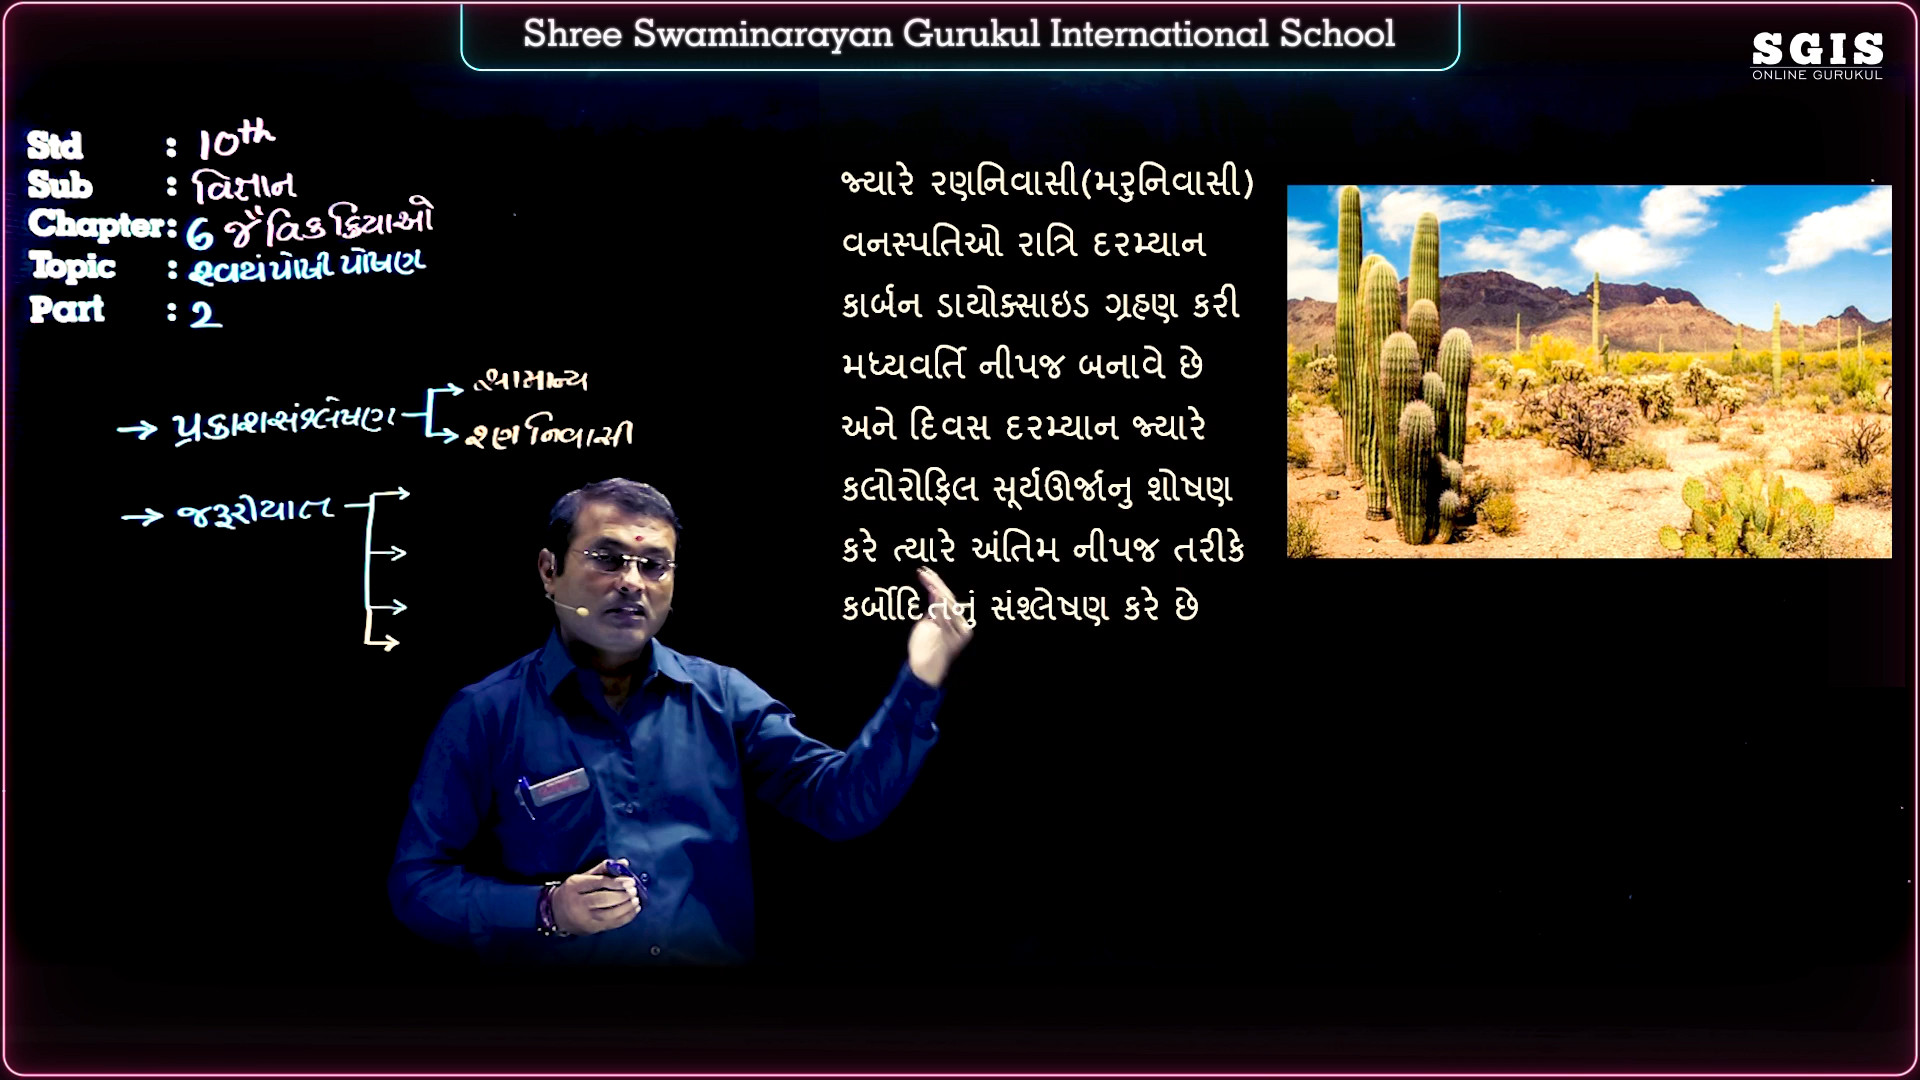 Shree Swaminarayan Gurukul International School
SGIS
ONLINE GURUKUL
Std : 10th
Sub : વિજ્ઞાન
Chapter: 6 જૈવિક ક્રિયાઓ
Topic : સ્વયંપોષી પોષણ
Part : 2
→ પ્રકાશસંશ્લેષણ → સામાન્ય
→ રણ નિવાસી
→ જરૂરીયાત
જ્યારે રણનિવાસી(મરુનિવાસી)
વનસ્પતિઓ રાત્રિ દરમ્યાન
કાર્બન ડાયોક્સાઇડ ગ્રહણ કરી
મધ્યવર્તિ નીપજ બનાવે છે
અને દિવસ દરમ્યાન જ્યારે
કલોરોફિલ સૂર્યઊર્જાનુ શોષણ
કરે ત્યારે અંતિમ નીપજ તરીકે
કર્બોદિતનું સંશ્લેષણ કરે છે